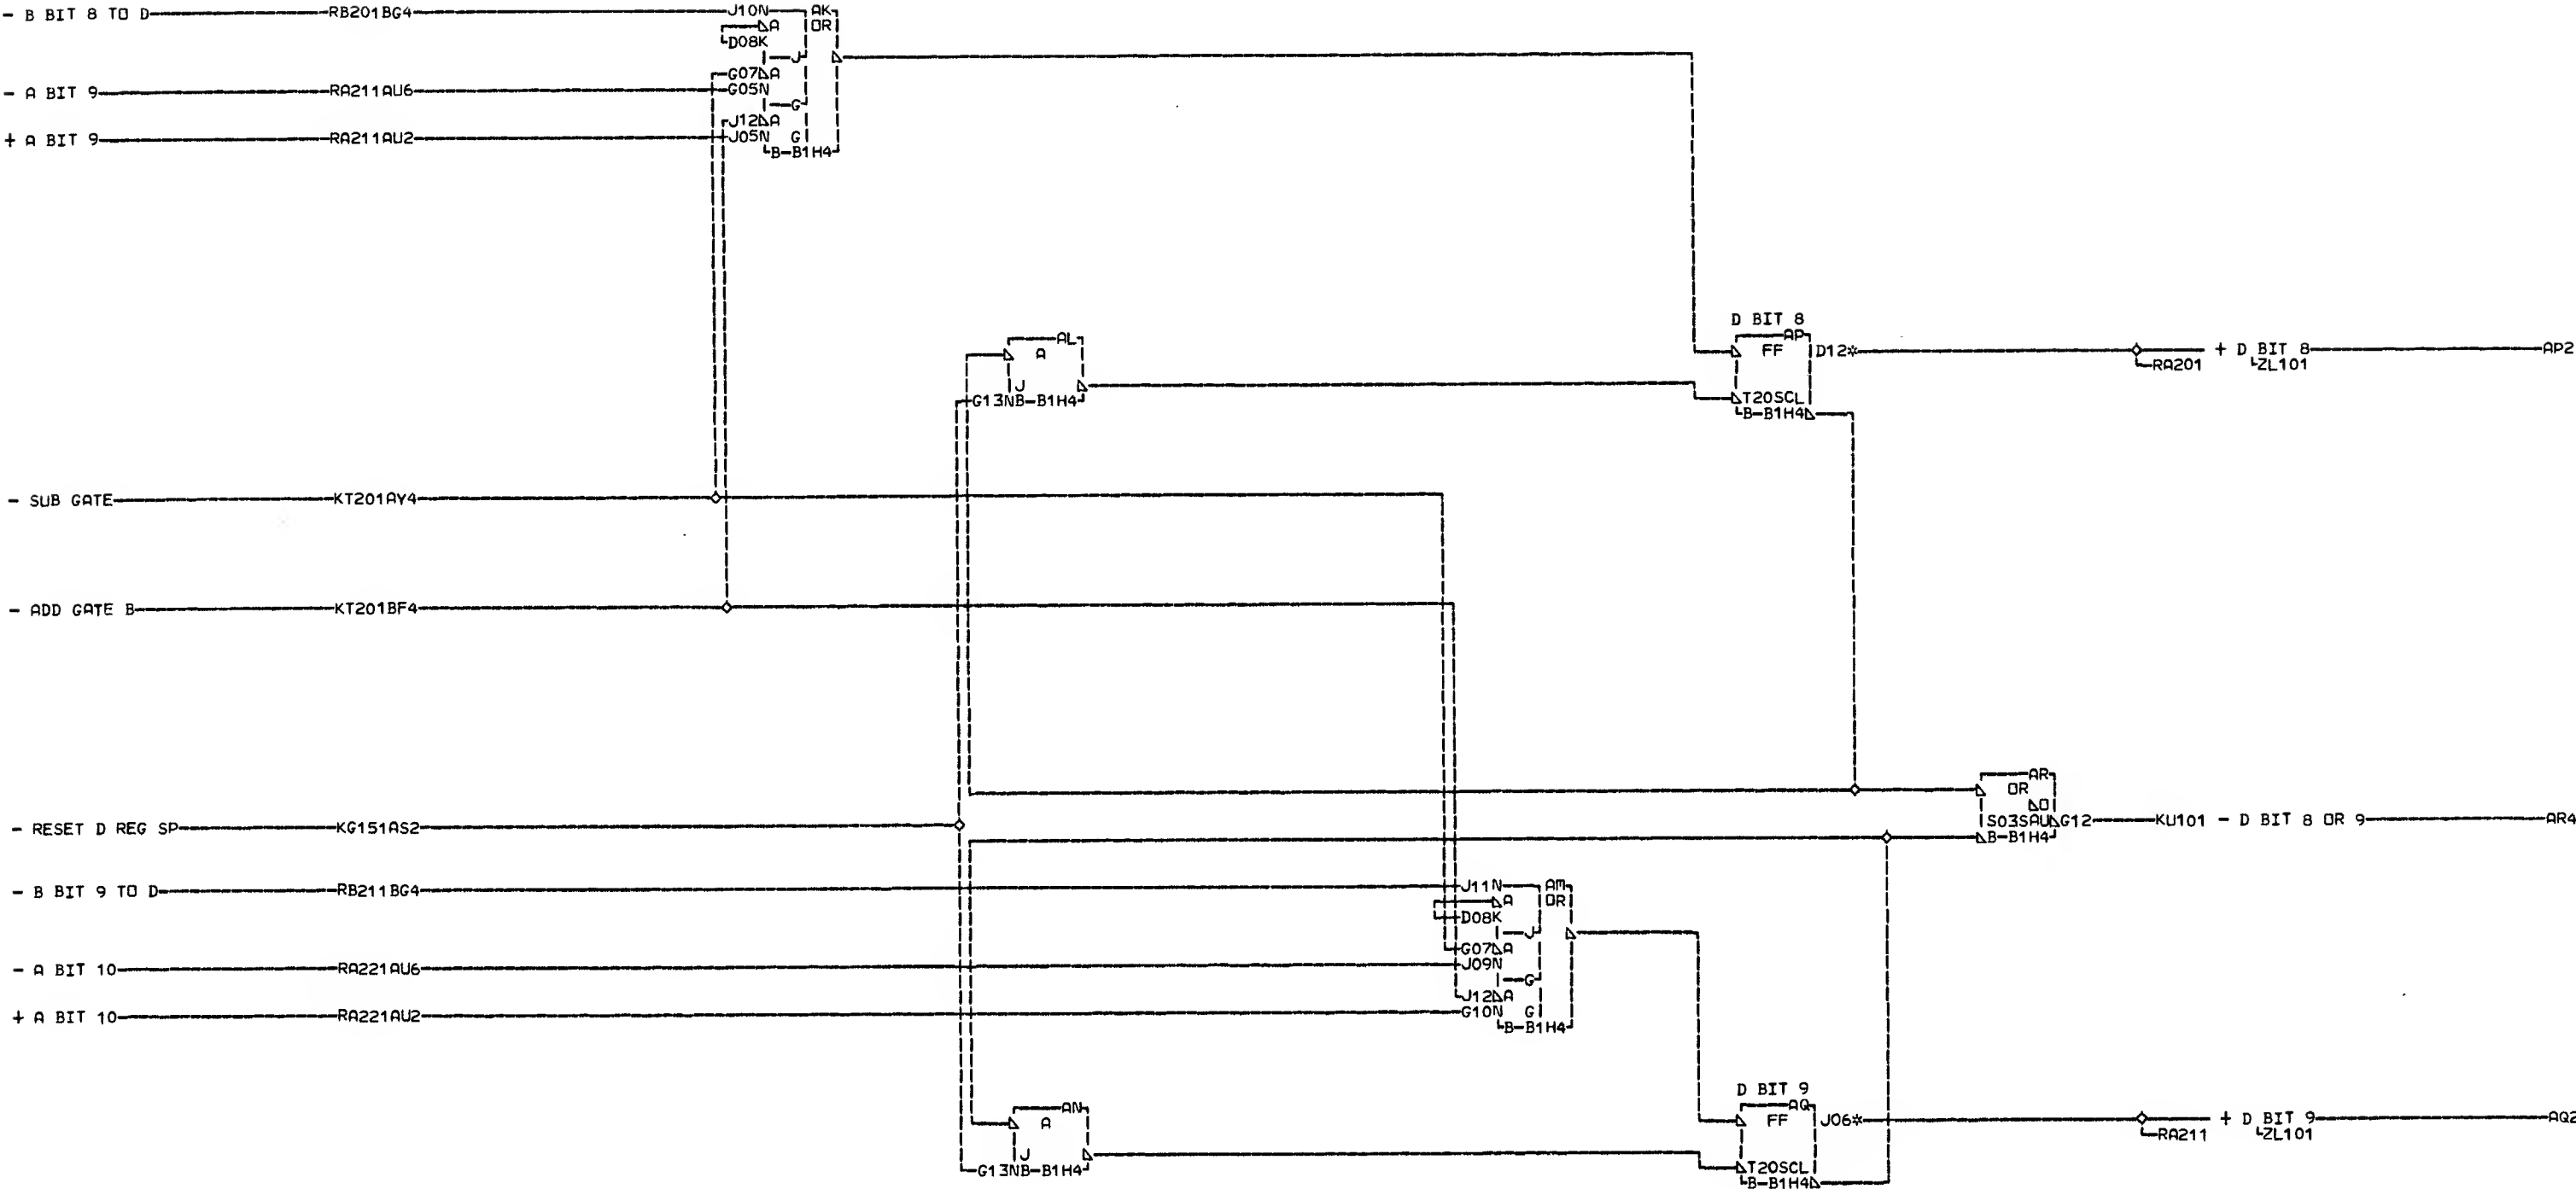 - B BIT 8 TO D RB201BG4 J10N AK
A OR
D08K
J
G07 A
- A BIT 9 RA211AU6 G05N
G
J12 A
+ A BIT 9 RA211AU2 J05N G
B-B1H4
D BIT 8
AL AP
A FF D12* + D BIT 8 AP2
RA201 ZL101
J
G13NB-B1H4 T20SCL
B-B1H4
- SUB GATE KT201AY4
- ADD GATE B KT201BF4
AR
OR
O
- RESET D REG SP KG151AS2 S03SAU G12 KU101 - D BIT 8 OR 9 AR4
B-B1H4
- B BIT 9 TO D RB211BG4 J11N AM
A OR
D08K
J
G07 A
- A BIT 10 RA221AU6 J09N
G
J12 A
+ A BIT 10 RA221AU2 G10N G
B-B1H4
D BIT 9
AN AQ
A FF J06* + D BIT 9 AQ2
RA211 ZL101
J
G13NB-B1H4 T20SCL
B-B1H4